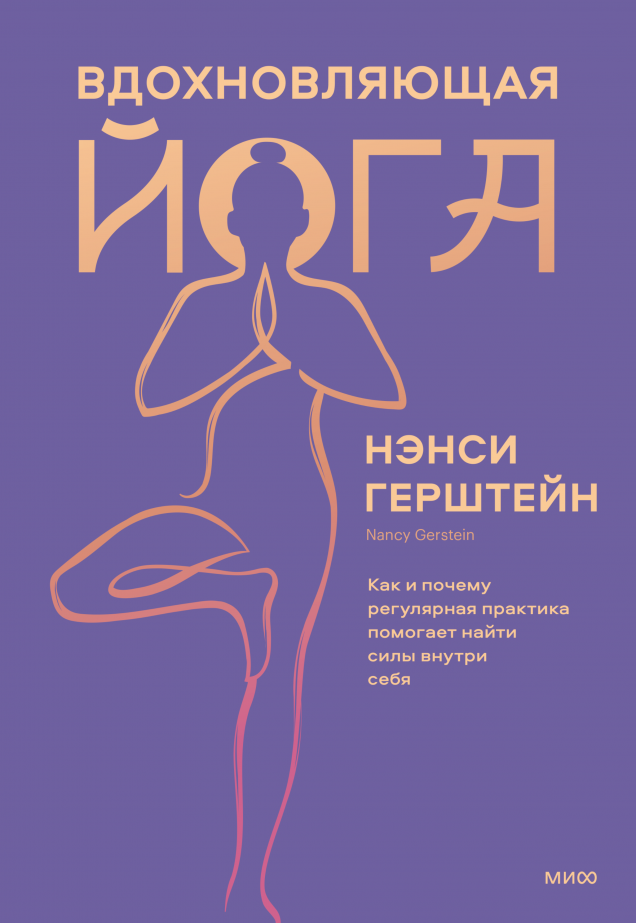 ВДОХНОВЛЯЮЩАЯ
ЙОГА
НЭНСИ
ГЕРШТЕЙН
Nancy Gerstein
Как и почему
регулярная практика
помогает найти
силы внутри
себя
МИФ